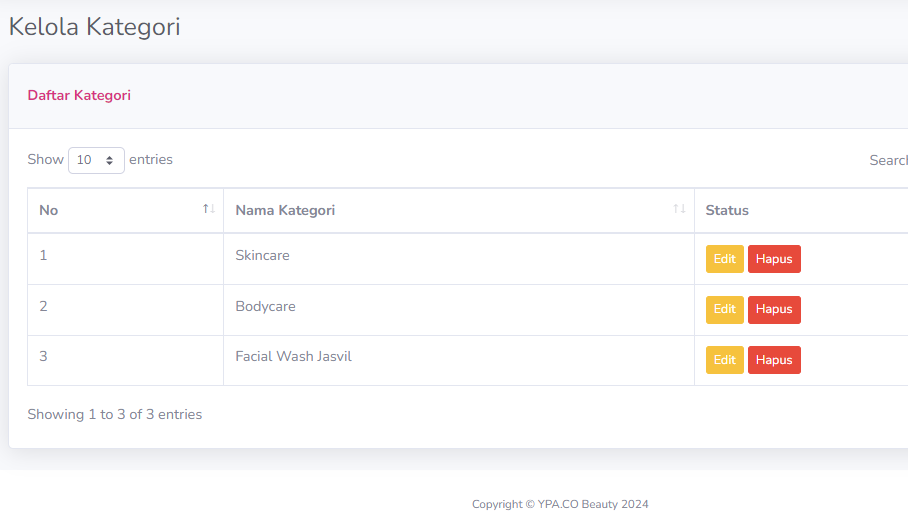 Kelola Kategori
Daftar Kategori
Show 10 entries
No Nama Kategori Status
1 Skincare Edit Hapus
2 Bodycare Edit Hapus
3 Facial Wash Jasvil Edit Hapus
Showing 1 to 3 of 3 entries
Copyright © YPA.CO Beauty 2024